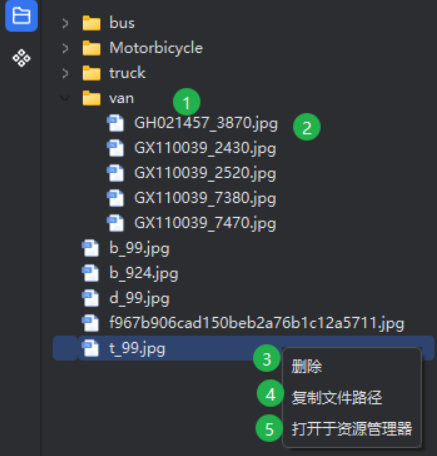 bus
Motorbicycle
truck
van 1
GH021457_3870.jpg 2
GX110039_2430.jpg
GX110039_2520.jpg
GX110039_7380.jpg
GX110039_7470.jpg
b_99.jpg
b_924.jpg
d_99.jpg
f967b906cad150beb2a76b1c12a5711.jpg
t_99.jpg
3 删除
4 复制文件路径
5 打开于资源管理器